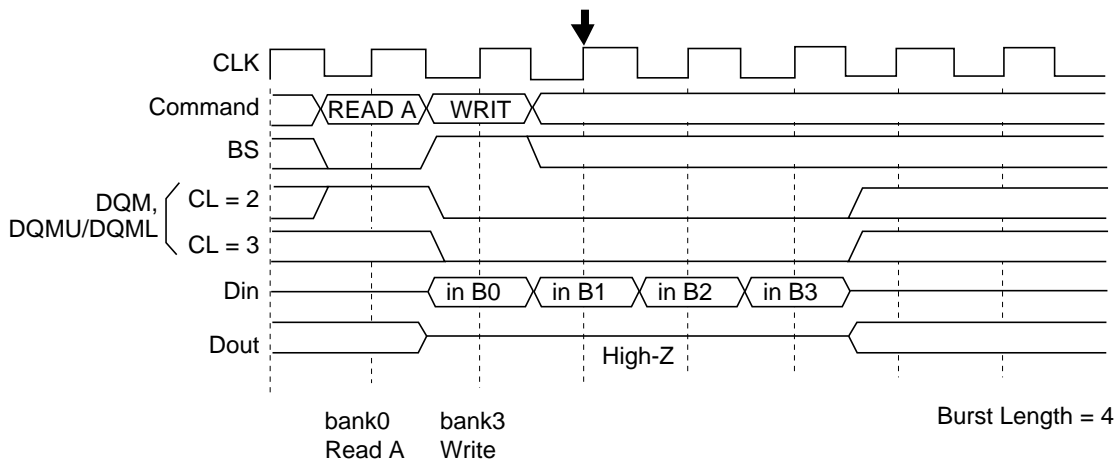 CLK
Command
READ A
WRIT
BS
DQM,
DQMU/DQML
CL = 2
CL = 3
Din
in B0
in B1
in B2
in B3
Dout
High-Z
bank0
Read A
bank3
Write
Burst Length = 4